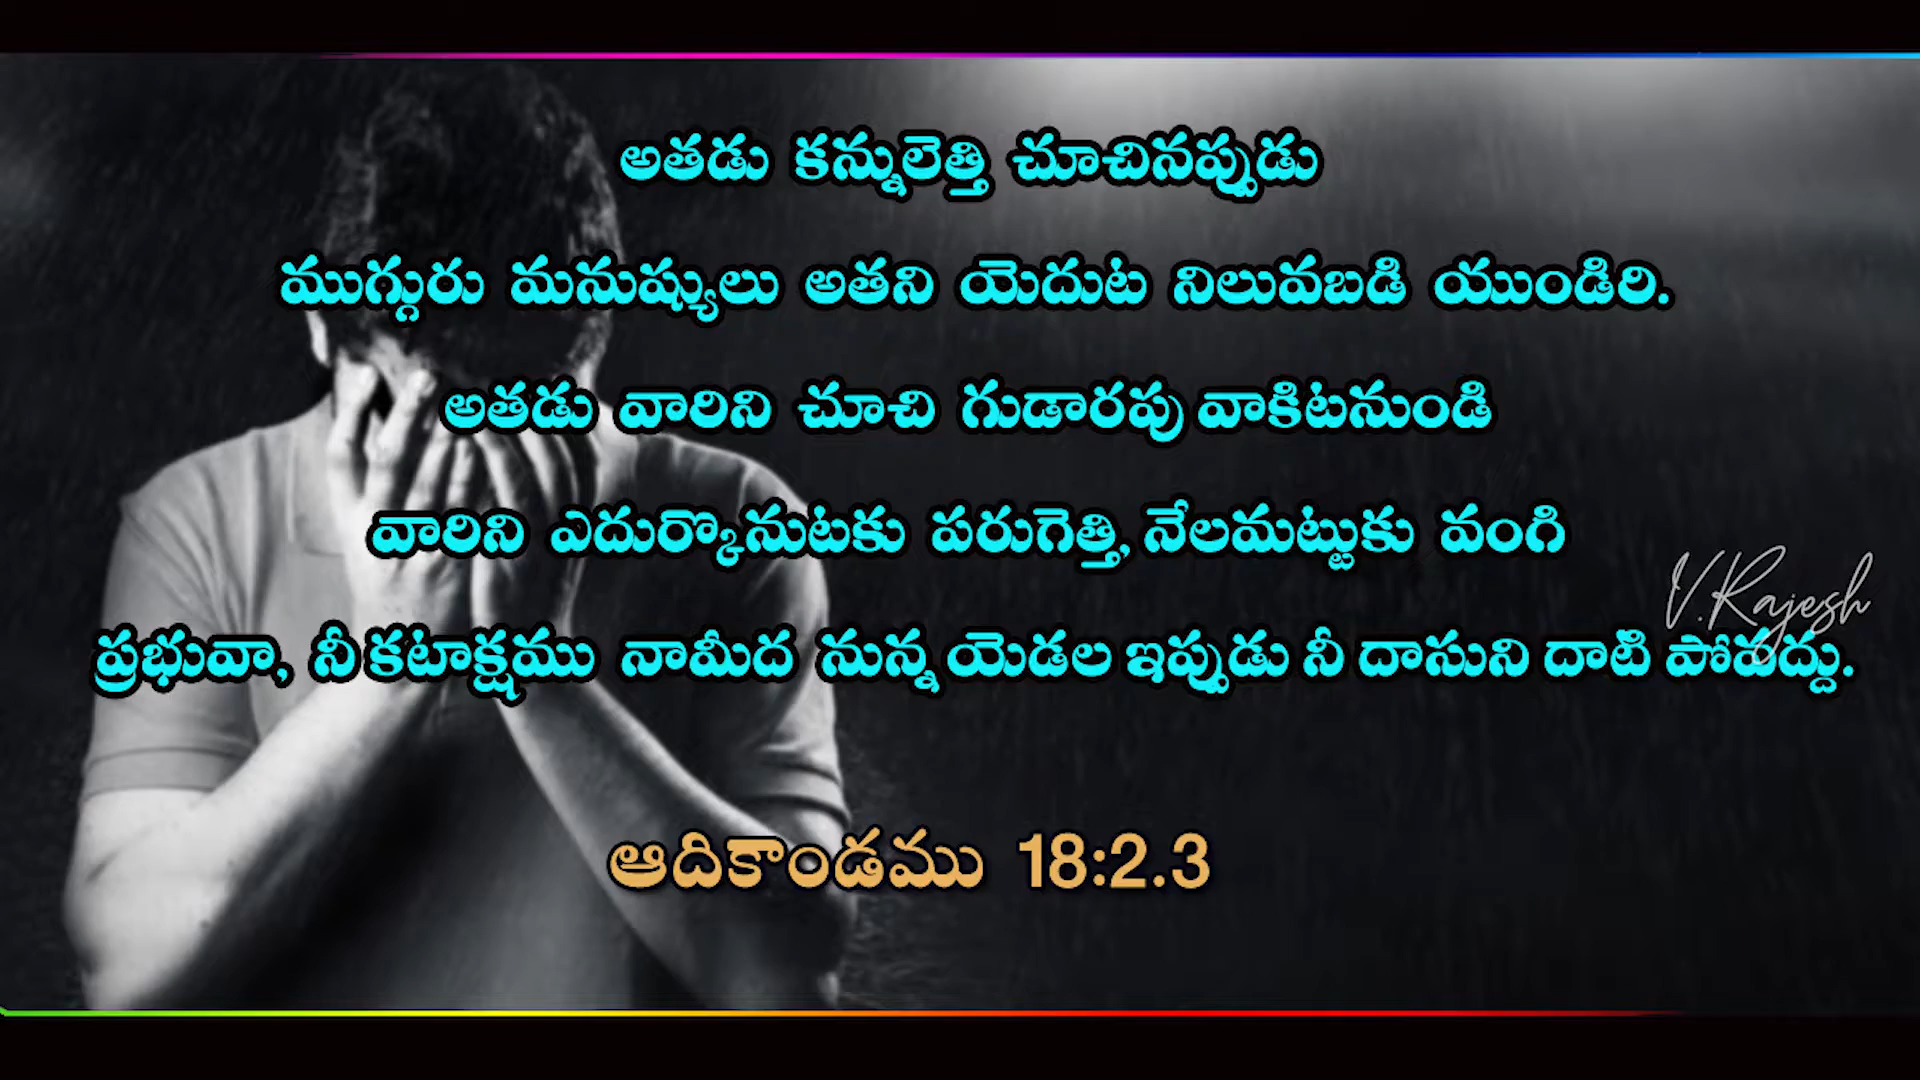 అతడు కన్నులెత్తి చూచినప్పుడు
ముగ్గురు మనుష్యులు అతని యెదుట నిలువబడి యుండిరి.
అతడు వారిని చూచి గుడారపు వాకిటనుండి
వారిని ఎదుర్కొనుటకు పరుగెత్తి, నేలమట్టుకు వంగి
V.Rajesh
ప్రభువా, నీ కటాక్షము నామీద నున్న యెడల ఇప్పుడు నీ దాసుని దాటి పోవద్దు.
ఆదికాండము 18:2.3